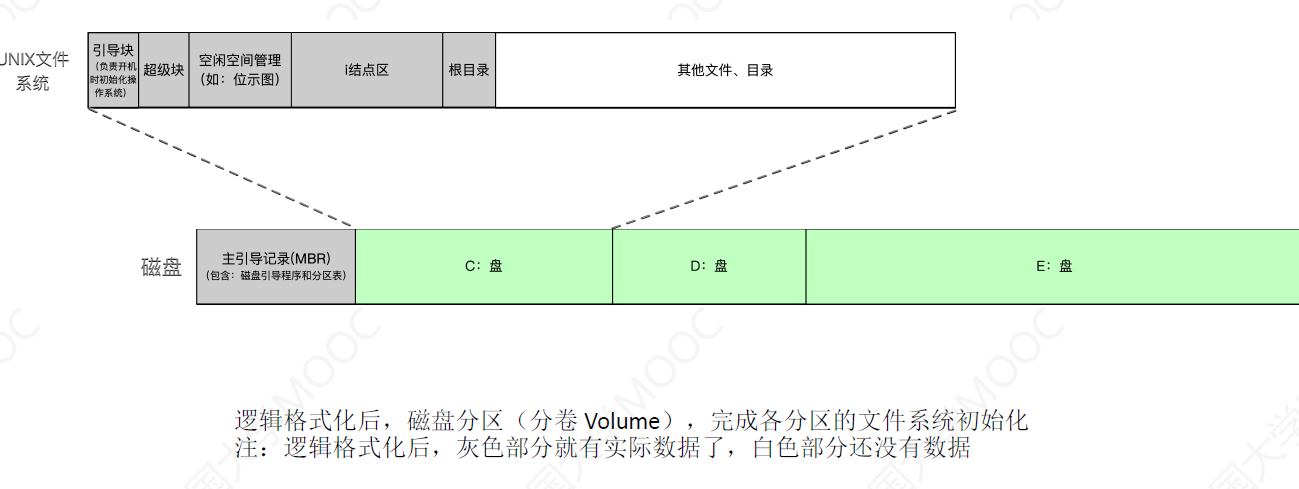 UNIX文件
系统
引导块
(负责开机
时初始化操
作系统)
超级块
空闲空间管理
(如：位示图)
i结点区
根目录
其他文件、目录
磁盘
主引导记录(MBR)
(包含：磁盘引导程序和分区表)
C：盘
D：盘
E：盘
逻辑格式化后，磁盘分区（分卷 Volume），完成各分区的文件系统初始化
注：逻辑格式化后，灰色部分就有实际数据了，白色部分还没有数据